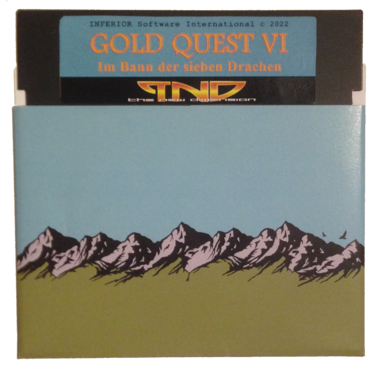 INFERIOR Software International © 2022
GOLD QUEST VI
Im Bann der sieben Drachen
TND
the new dimension